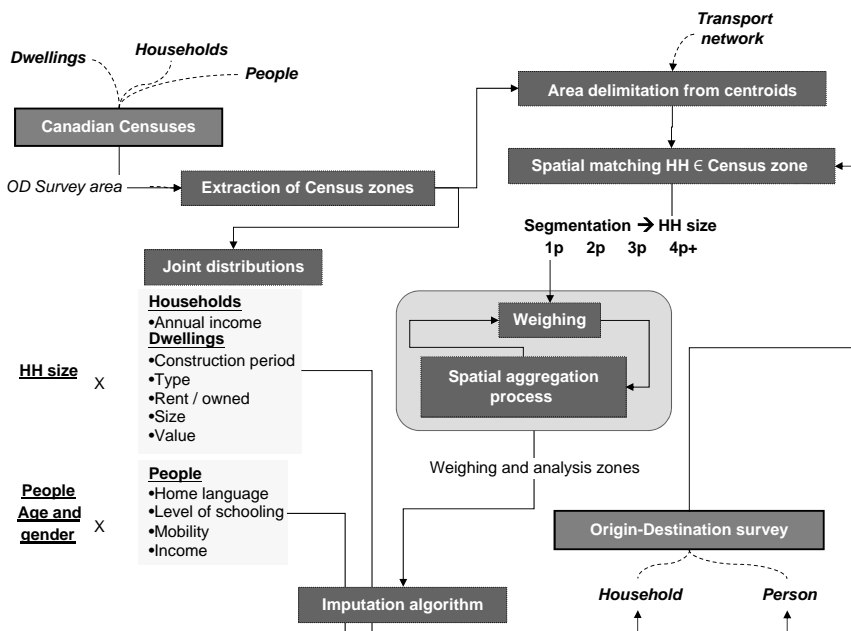 Transport
network
Households
Dwellings
People
Area delimitation from centroids
Canadian Censuses
Spatial matching HH ∈ Census zone
OD Survey area
Extraction of Census zones
Segmentation → HH size
1p 2p 3p 4p+
Joint distributions
Households
•Annual income
Dwellings
•Construction period
•Type
•Rent / owned
•Size
•Value
HH size X
Weighing
Spatial aggregation
process
Weighing and analysis zones
People
Age and
gender
X
People
•Home language
•Level of schooling
•Mobility
•Income
Origin-Destination survey
Household
Person
Imputation algorithm